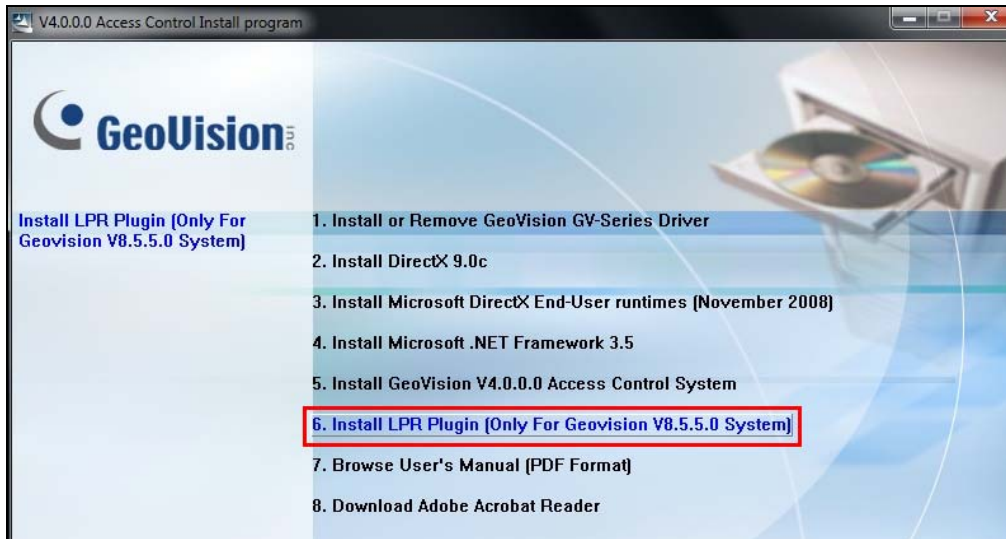 V4.0.0.0 Access Control Install program
GeoVision Inc
Install LPR Plugin (Only For
Geovision V8.5.5.0 System)
1. Install or Remove GeoVision GV-Series Driver
2. Install DirectX 9.0c
3. Install Microsoft DirectX End-User runtimes (November 2008)
4. Install Microsoft .NET Framework 3.5
5. Install GeoVision V4.0.0.0 Access Control System
6. Install LPR Plugin (Only For Geovision V8.5.5.0 System)
7. Browse User's Manual (PDF Format)
8. Download Adobe Acrobat Reader